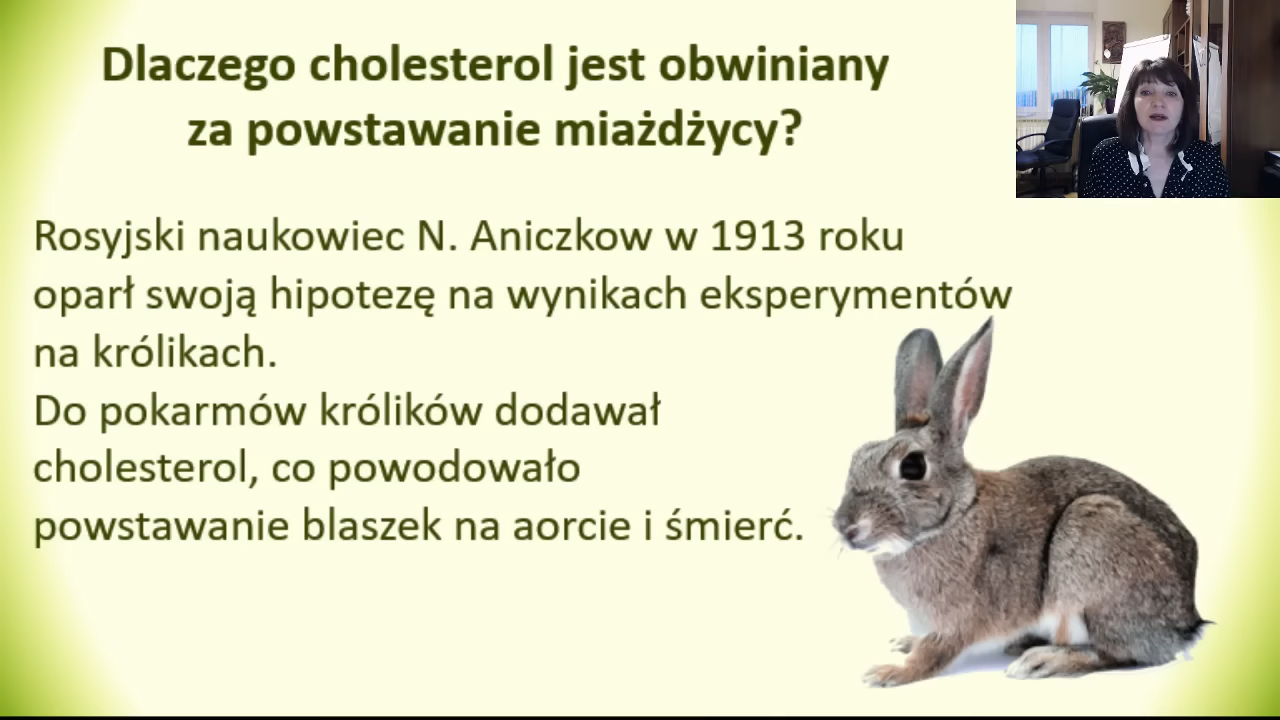 Dlaczego cholesterol jest obwiniany
za powstawanie miażdżycy?
Rosyjski naukowiec N. Aniczkow w 1913 roku
oparł swoją hipotezę na wynikach eksperymentów
na królikach.
Do pokarmów królików dodawał
cholesterol, co powodowało
powstawanie blaszek na aorcie i śmierć.